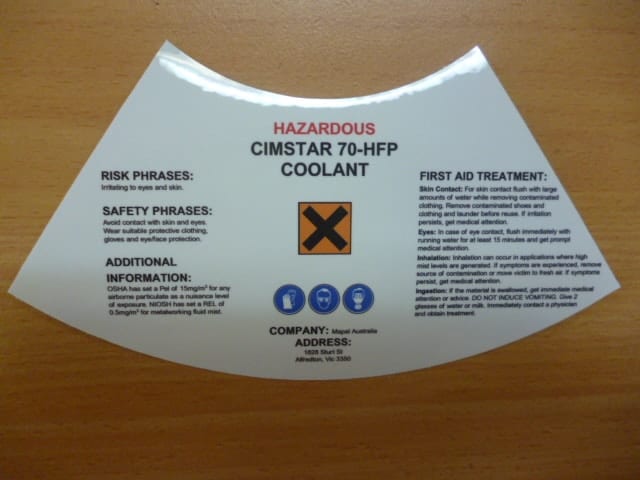 HAZARDOUS
CIMSTAR 70-HFP
COOLANT
RISK PHRASES:
Irritating to eyes and skin.
SAFETY PHRASES:
Avoid contact with skin and eyes.
Wear suitable protective clothing,
gloves and eye/face protection.
ADDITIONAL
INFORMATION:
OSHA has set a Pel of 15mg/m³ for any
airborne particulate as a nuisance level
of exposure. NIOSH has set a REL of
0.5mg/m³ for metalworking fluid mist.
FIRST AID TREATMENT:
Skin Contact: For skin contact flush with large
amounts of water while removing contaminated
clothing. Remove contaminated shoes and
clothing and launder before reuse. If irritation
persists, get medical attention.
Eyes: In case of eye contact, flush immediately with
running water for at least 15 minutes and get prompt
medical attention.
Inhalation: Inhalation can occur in applications where high
mist levels are generated. If symptoms are experienced, remove
source of contamination or move victim to fresh air. If symptoms
persist, get medical attention.
Ingestion: If the material is swallowed, get immediate medical
attention or advice. DO NOT INDUCE VOMITING. Give 2
glasses of water or milk. Immediately contact a physician
and obtain treatment.
COMPANY: Mapal Australia
ADDRESS:
1828 Sturt St
Alfredton, Vic 3350